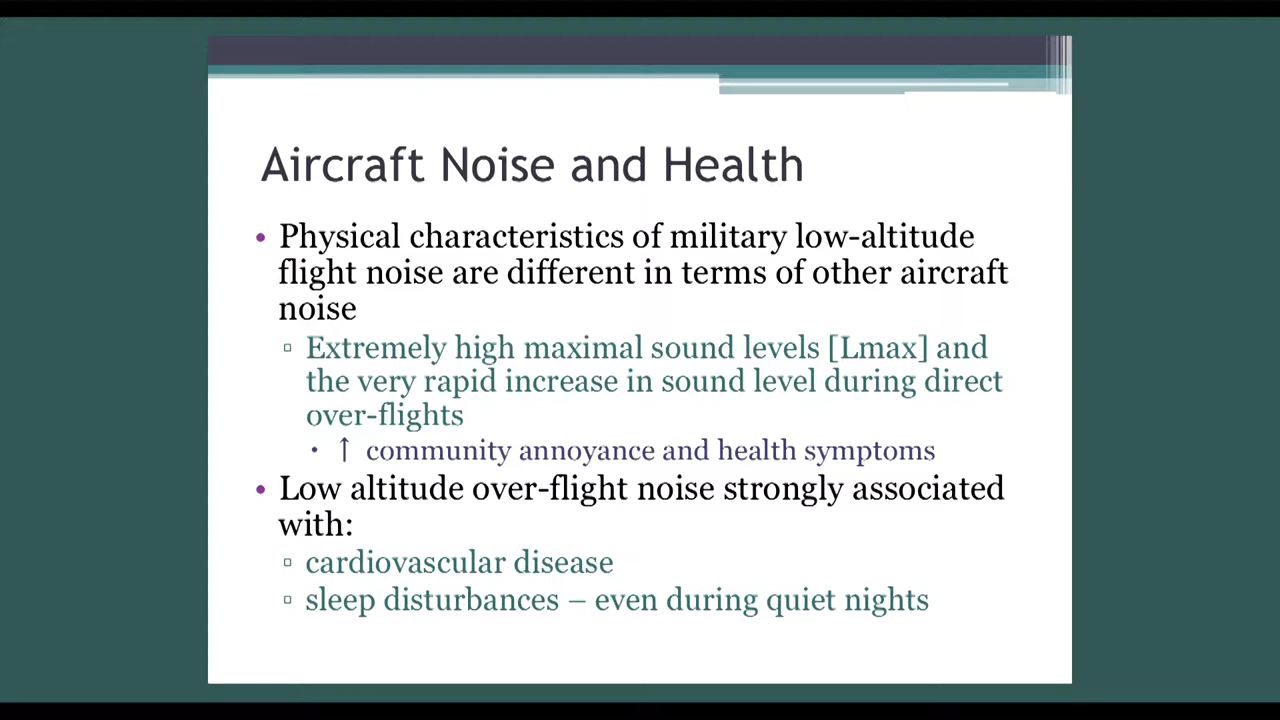 Aircraft Noise and Health
• Physical characteristics of military low-altitude
flight noise are different in terms of other aircraft
noise
▫ Extremely high maximal sound levels [Lmax] and
the very rapid increase in sound level during direct
over-flights
• ↑ community annoyance and health symptoms
• Low altitude over-flight noise strongly associated
with:
▫ cardiovascular disease
▫ sleep disturbances – even during quiet nights